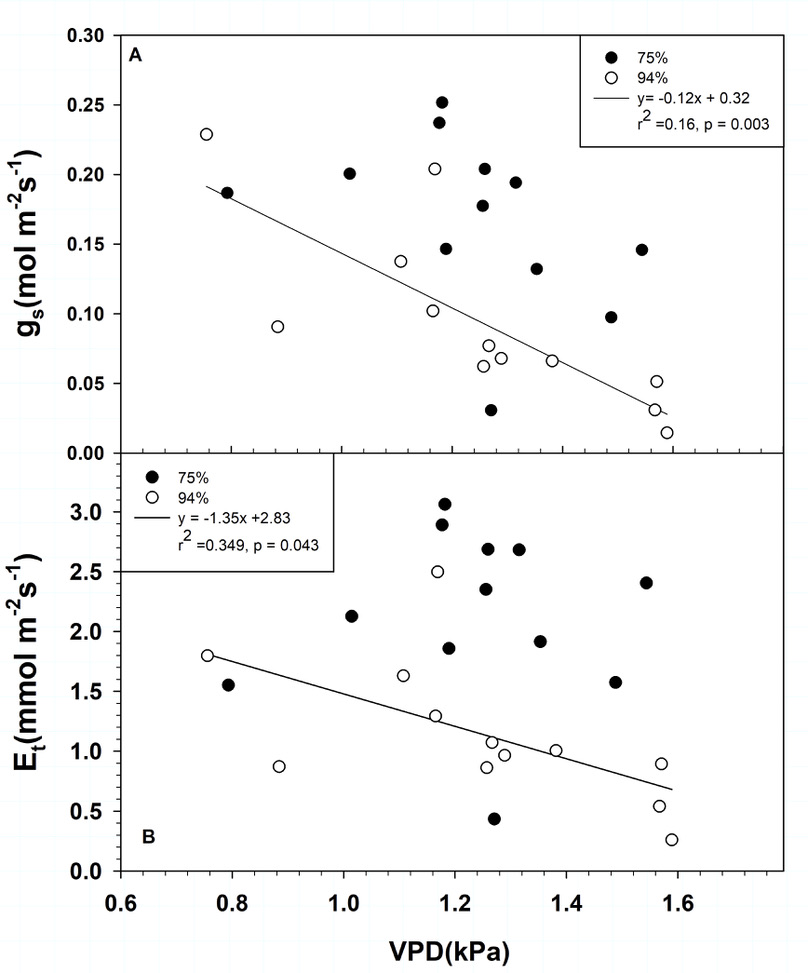 0.30
A
75%
94%
y= -0.12x + 0.32
r2 =0.16, p = 0.003
0.25
0.20
0.15
0.10
0.05
0.00
gs(mol m-2s-1)
75%
94%
y = -1.35x +2.83
r2 =0.349, p = 0.043
3.0
2.5
2.0
1.5
1.0
0.5
0.0
Et(mmol m-2s-1)
B
0.6 0.8 1.0 1.2 1.4 1.6
VPD(kPa)